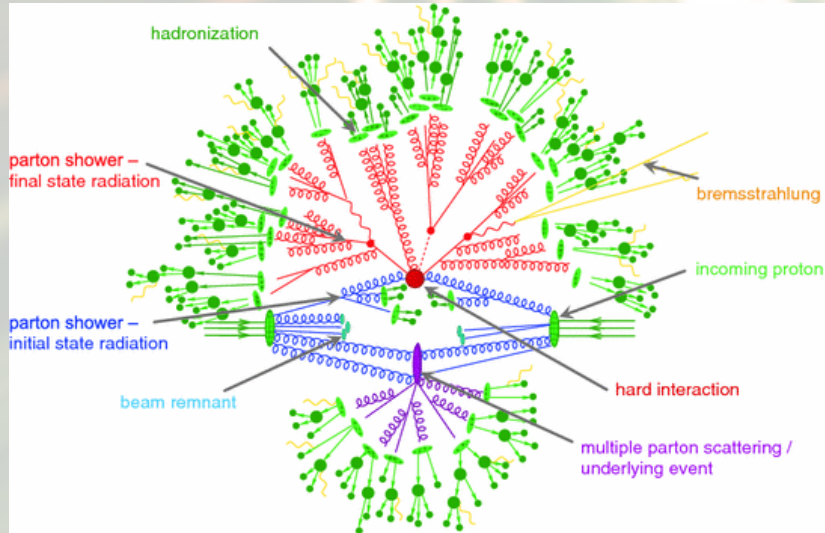 hadronization
parton shower –
final state radiation
bremsstrahlung
incoming proton
parton shower –
initial state radiation
beam remnant
hard interaction
multiple parton scattering /
underlying event